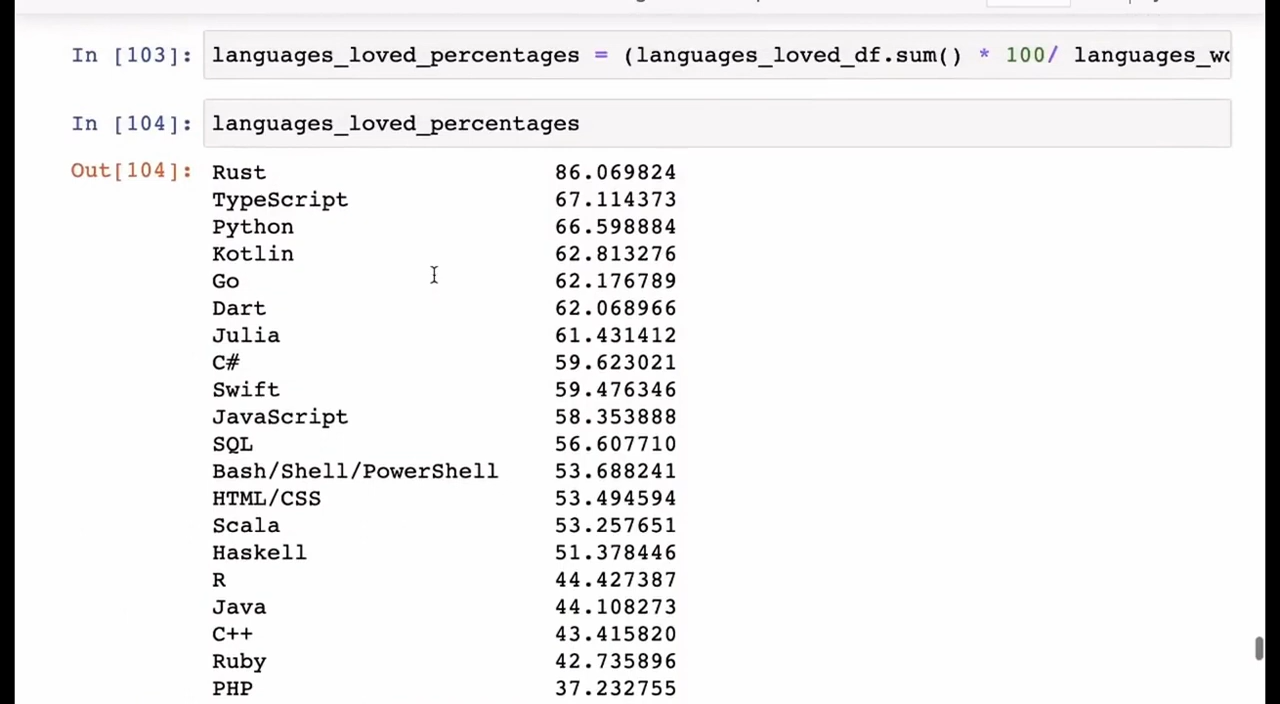 In [103]: languages_loved_percentages = (languages_loved_df.sum() * 100/
In [104]: languages_loved_percentages
Out[104]: Rust 86.069824
TypeScript 67.114373
Python 66.598884
Kotlin 62.813276
Go 62.176789
Dart 62.068966
Julia 61.431412
C# 59.623021
Swift 59.476346
JavaScript 58.353888
SQL 56.607710
Bash/Shell/PowerShell 53.688241
HTML/CSS 53.494594
Scala 53.257651
Haskell 51.378446
R 44.427387
Java 44.108273
C++ 43.415820
Ruby 42.735896
PHP 37.232755